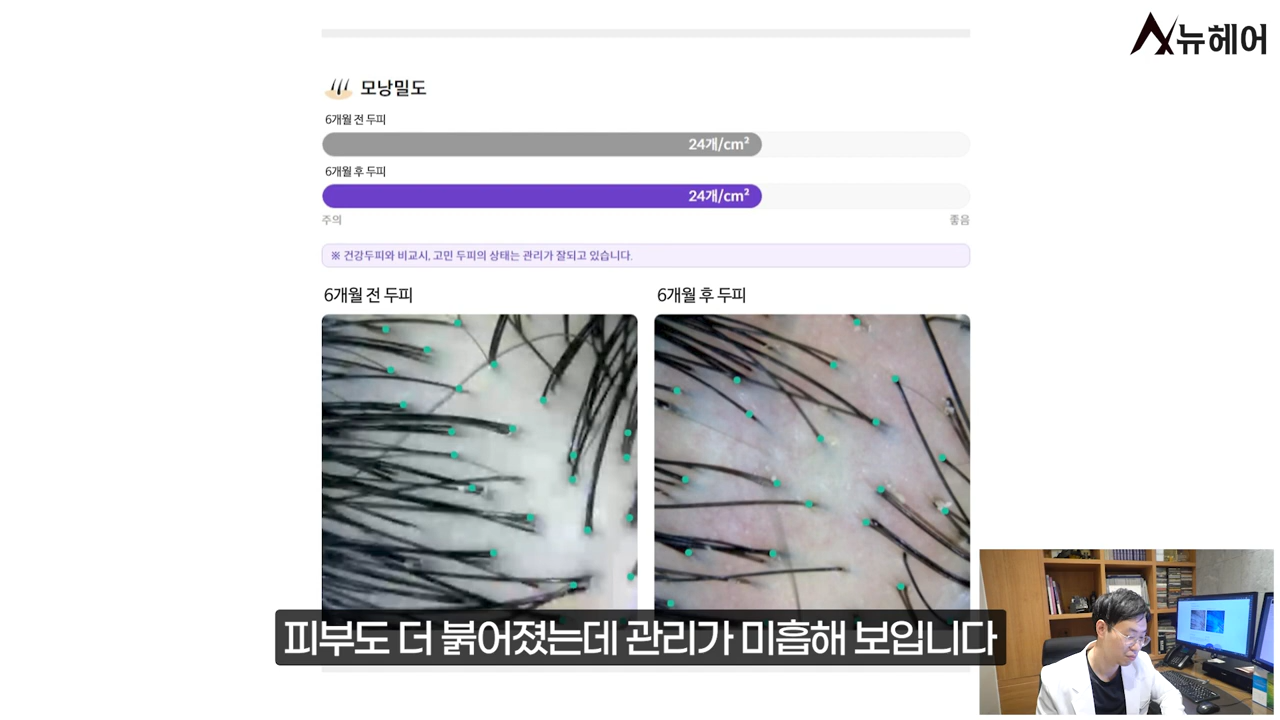 뉴헤어
모낭밀도
6개월 전 두피
24개/cm²
6개월 후 두피
24개/cm²
주의
좋음
※ 건강두피와 비교시, 고민 두피의 상태는 관리가 잘되고 있습니다.
6개월 전 두피
6개월 후 두피
피부도 더 붉어졌는데 관리가 미흡해 보입니다